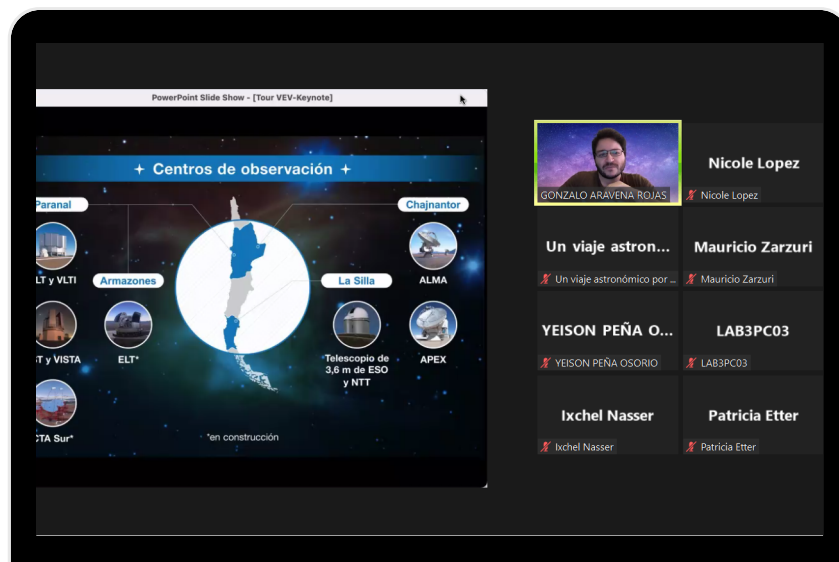 PowerPoint Slide Show - [Tour VEV-Keynote]
Centros de observación
Paranal
Chajnantor
LT y VLTI
Armazones
La Silla
ALMA
ST y VISTA
ELT*
Telescopio de
3,6 m de ESO
y NTT
APEX
CTA Sur*
*en construcción
GONZALO ARAVENA ROJAS
Nicole Lopez
Nicole Lopez
Un viaje astron...
Un viaje astronómico por ...
Mauricio Zarzuri
Mauricio Zarzuri
YEISON PEÑA O...
YEISON PEÑA OSORIO
LAB3PC03
LAB3PC03
Ixchel Nasser
Ixchel Nasser
Patricia Etter
Patricia Etter